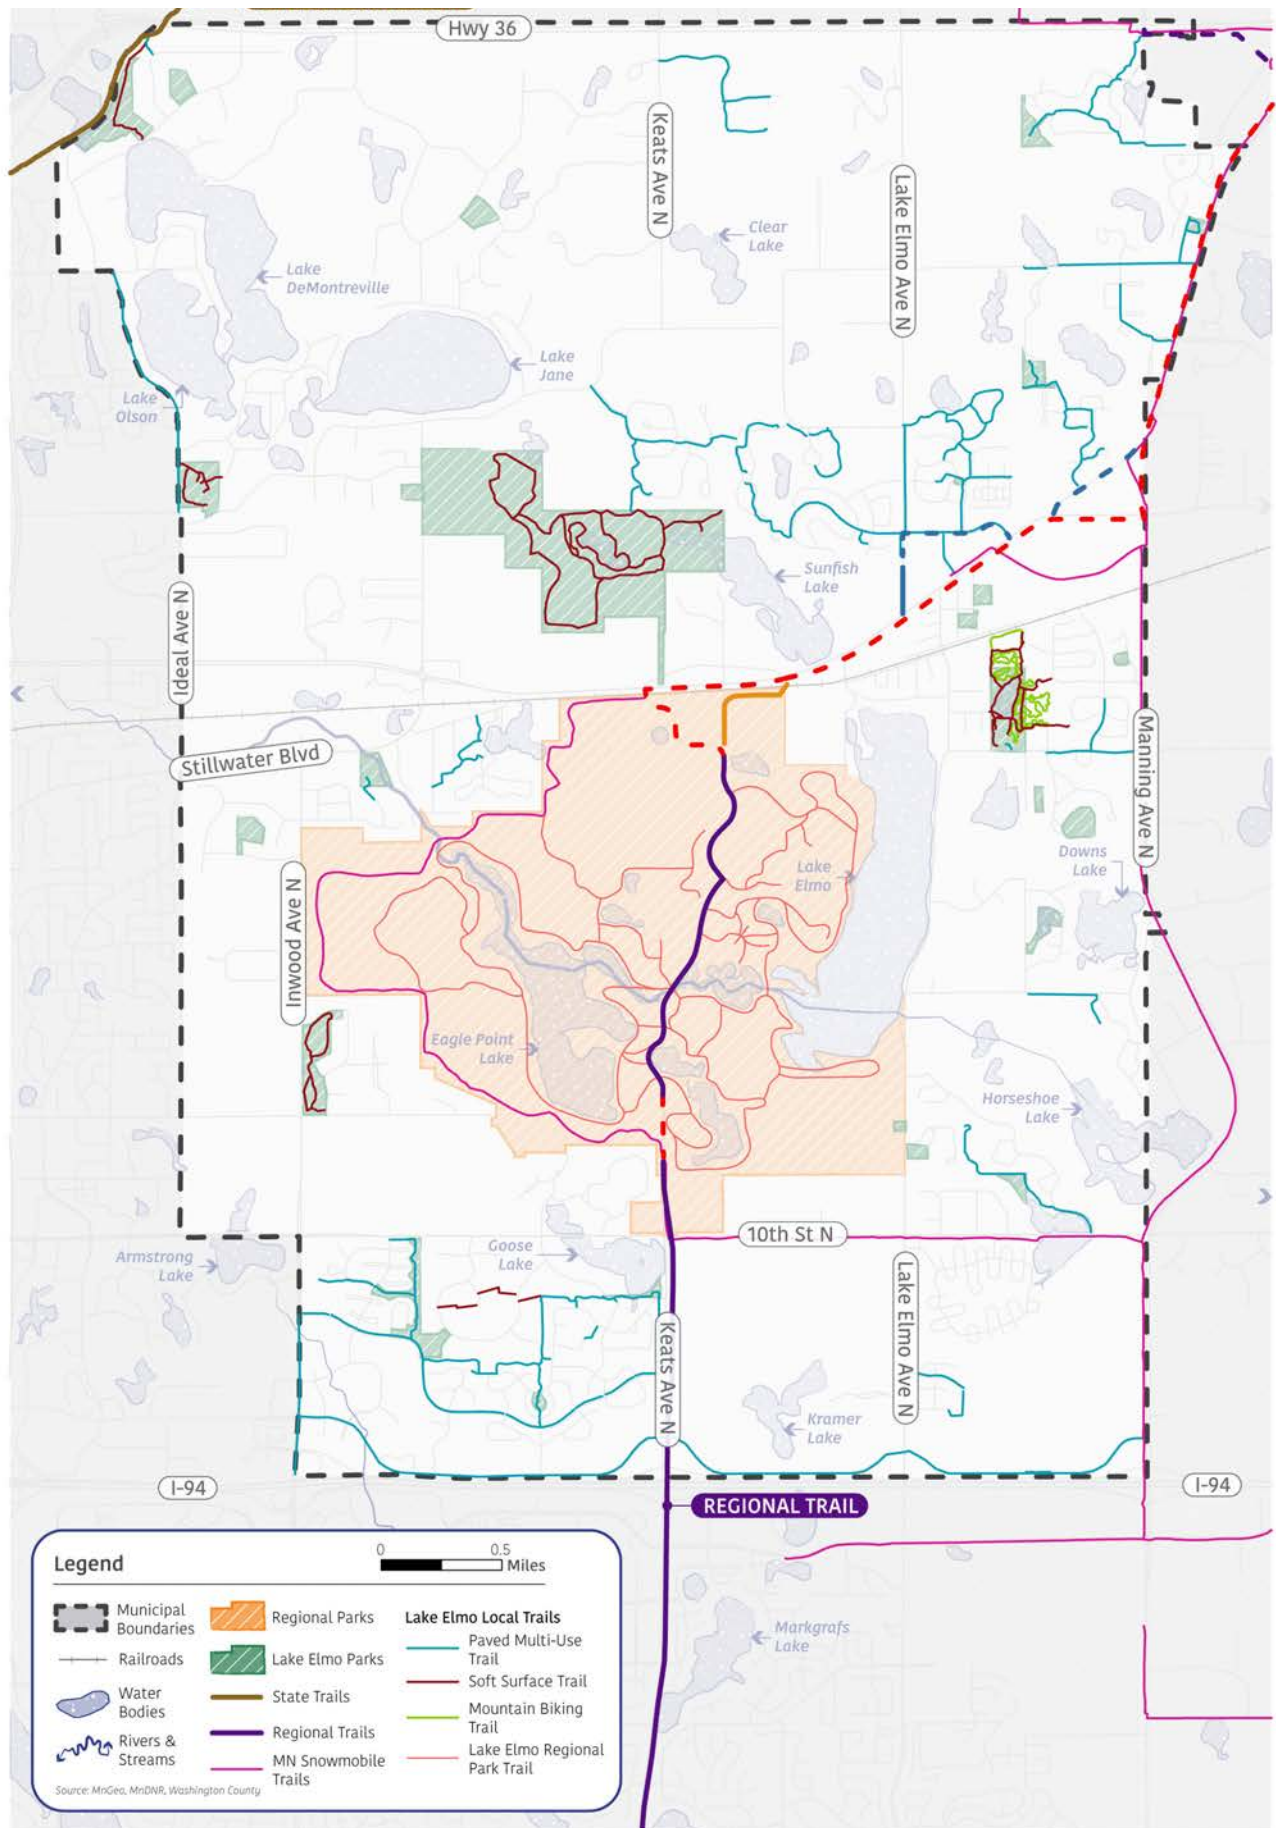 Hwy 36
Keats Ave N
Lake Elmo Ave N
Clear
Lake
Lake
DeMontreville
Lake
Jane
Lake
Olson
Sunfish
Lake
Ideal Ave N
Stillwater Blvd
Manning Ave N
Downs
Lake
Lake
Elmo
Inwood Ave N
Eagle Point
Lake
Horseshoe
Lake
10th St N
Goose
Lake
Armstrong
Lake
Lake Elmo Ave N
Keats Ave N
Kramer
Lake
I-94
I-94
REGIONAL TRAIL
Markgrafs
Lake
Legend
0 0.5
Miles
Municipal
Boundaries
Railroads
Water
Bodies
Rivers &
Streams
Regional Parks
Lake Elmo Parks
State Trails
Regional Trails
MN Snowmobile
Trails
Lake Elmo Local Trails
Paved Multi-Use
Trail
Soft Surface Trail
Mountain Biking
Trail
Lake Elmo Regional
Park Trail
Source: MnGeo, MnDNR, Washington County